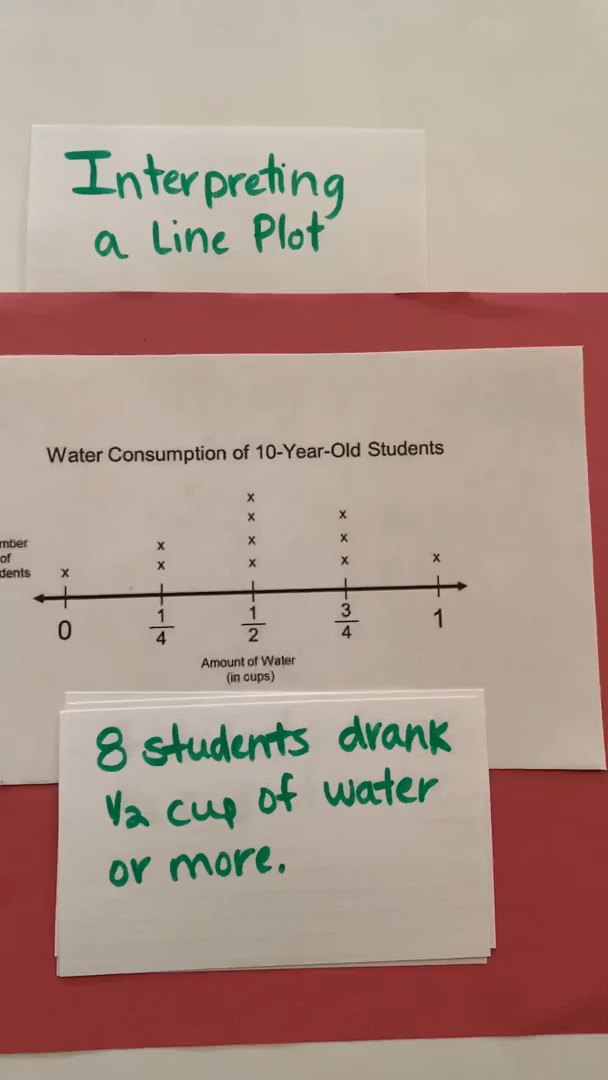 Interpreting
a Line Plot
Water Consumption of 10-Year-Old Students
x
x x
x x
x x x
x x x x x
mber
of
dents
0 1/4 1/2 3/4 1
Amount of Water
(in cups)
8 students drank
1/2 cup of water
or more.